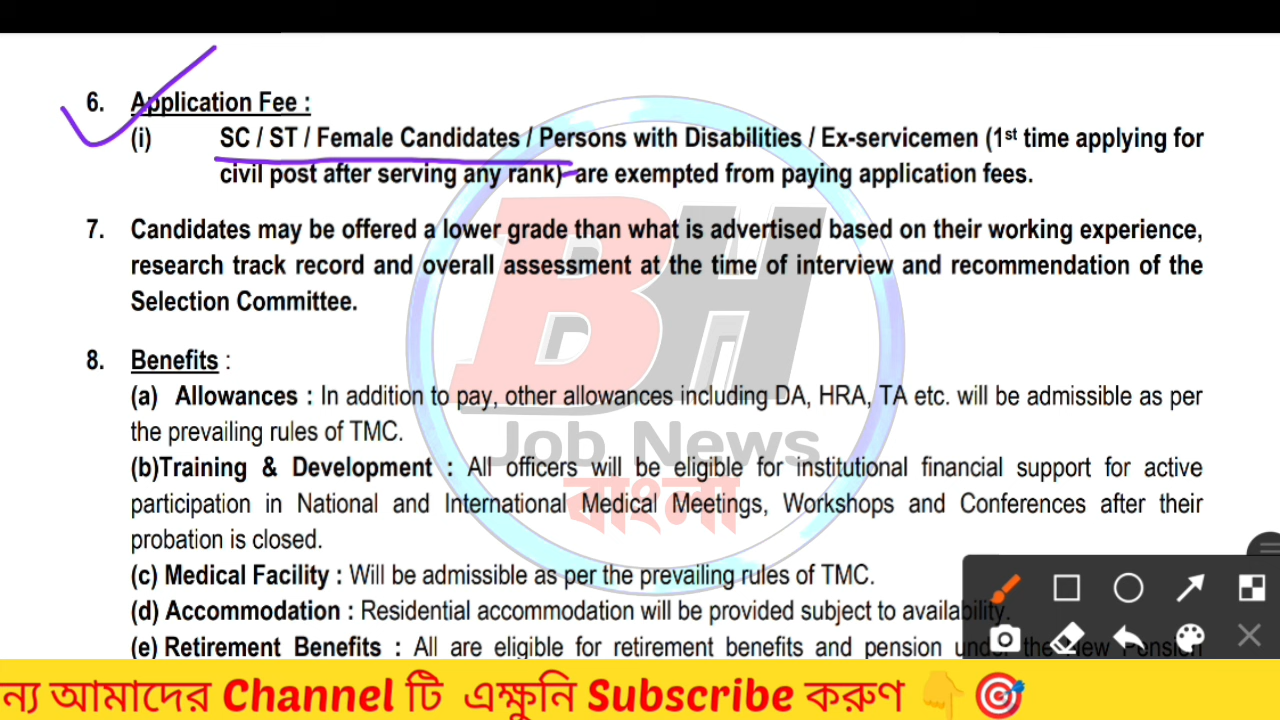 6. Application Fee :
(i) SC / ST / Female Candidates / Persons with Disabilities / Ex-servicemen (1st time applying for
civil post after serving any rank) are exempted from paying application fees.
7. Candidates may be offered a lower grade than what is advertised based on their working experience,
research track record and overall assessment at the time of interview and recommendation of the
Selection Committee.
8. Benefits :
(a) Allowances : In addition to pay, other allowances including DA, HRA, TA etc. will be admissible as per
the prevailing rules of TMC.
(b)Training & Development : All officers will be eligible for institutional financial support for active
participation in National and International Medical Meetings, Workshops and Conferences after their
probation is closed.
(c) Medical Facility : Will be admissible as per the prevailing rules of TMC.
(d) Accommodation : Residential accommodation will be provided subject to availability.
(e) Retirement Benefits : All are eligible for retirement benefits and pension under the New Pension
BH
Job News
বাংলা
ন্য আমাদের Channel টি এক্ষুনি Subscribe করুণ 👇 🎯